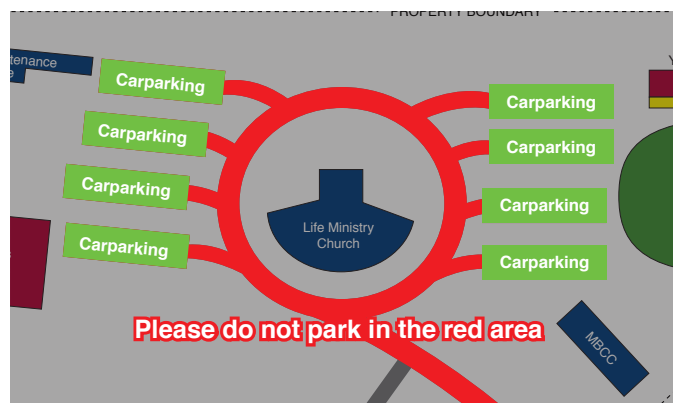 PROPERTY BOUNDARY
tenance
e
Carparking
Carparking
Carparking
Carparking
Carparking
Carparking
Carparking
Carparking
Life Ministry
Church
Please do not park in the red area
MBCC